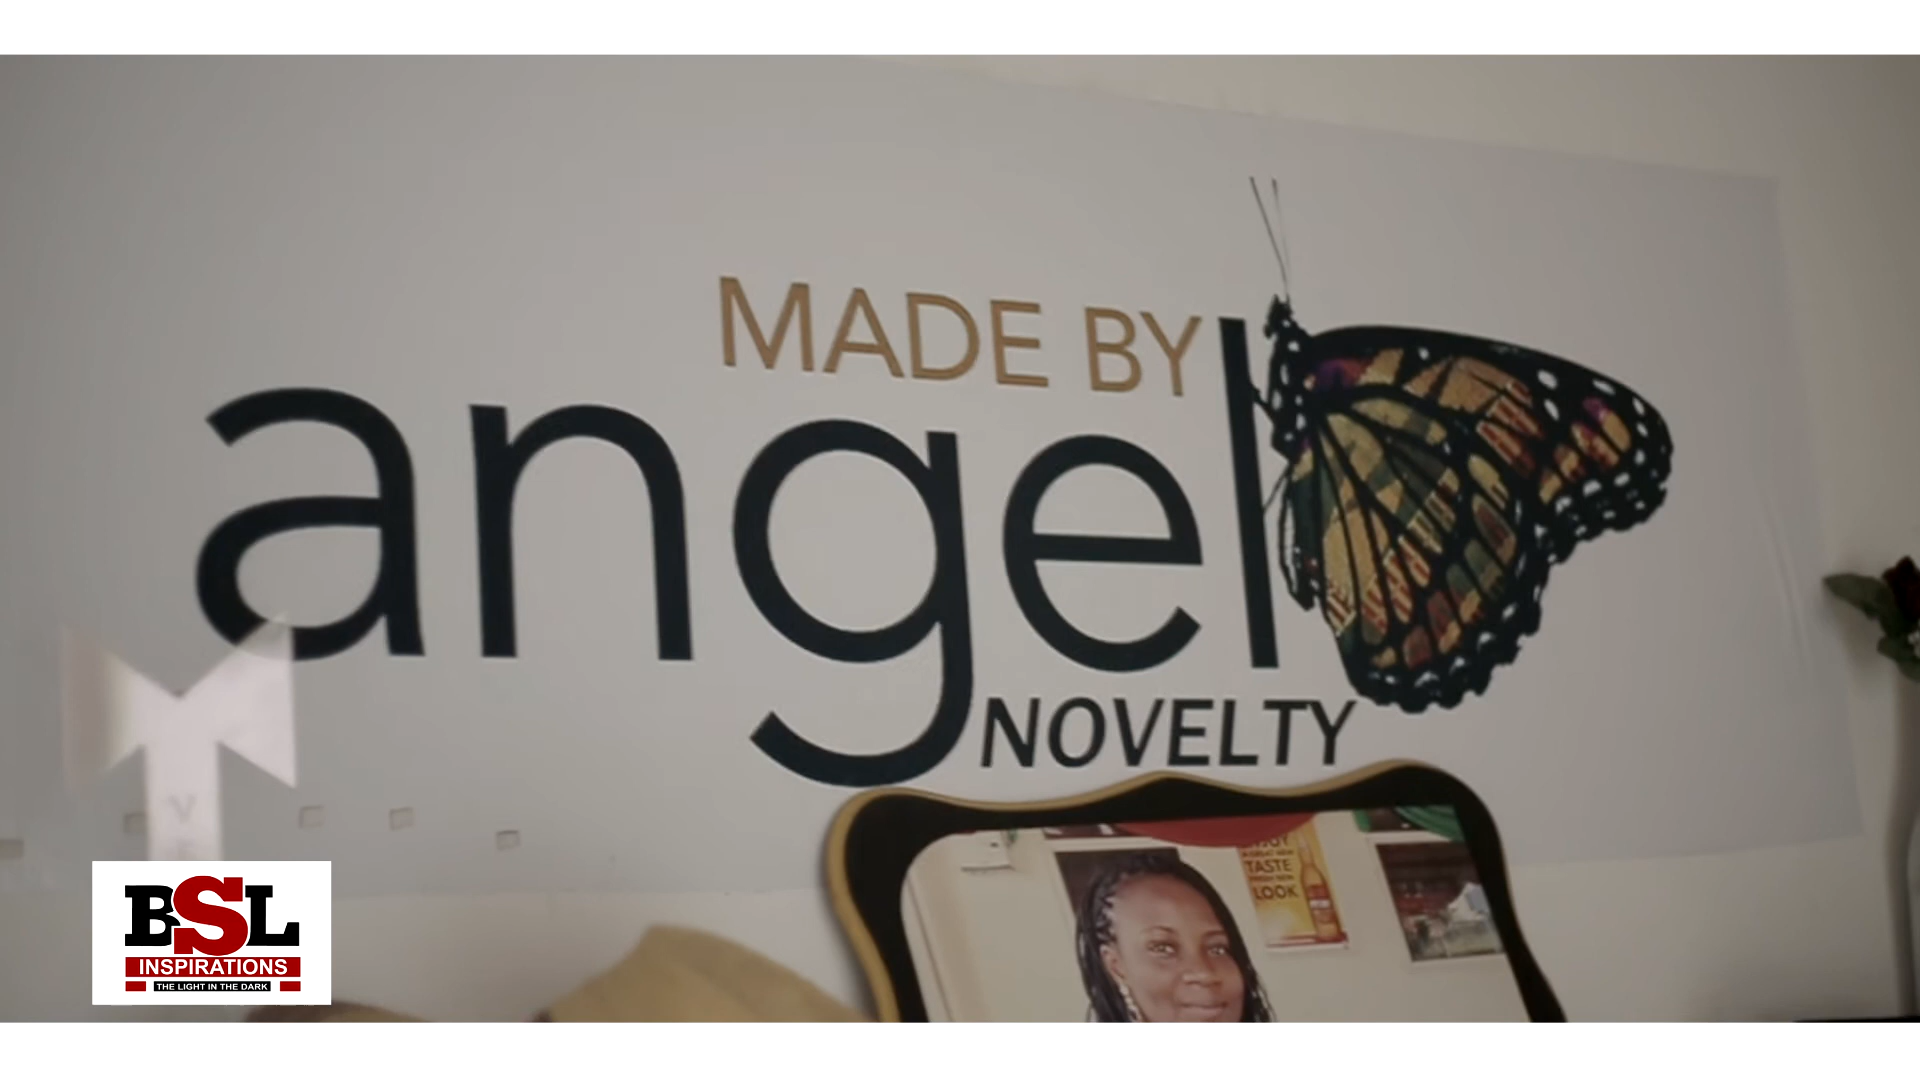 MADE BY
angel
NOVELTY
TASTE
LOOK
BSL
INSPIRATIONS
THE LIGHT IN THE DARK